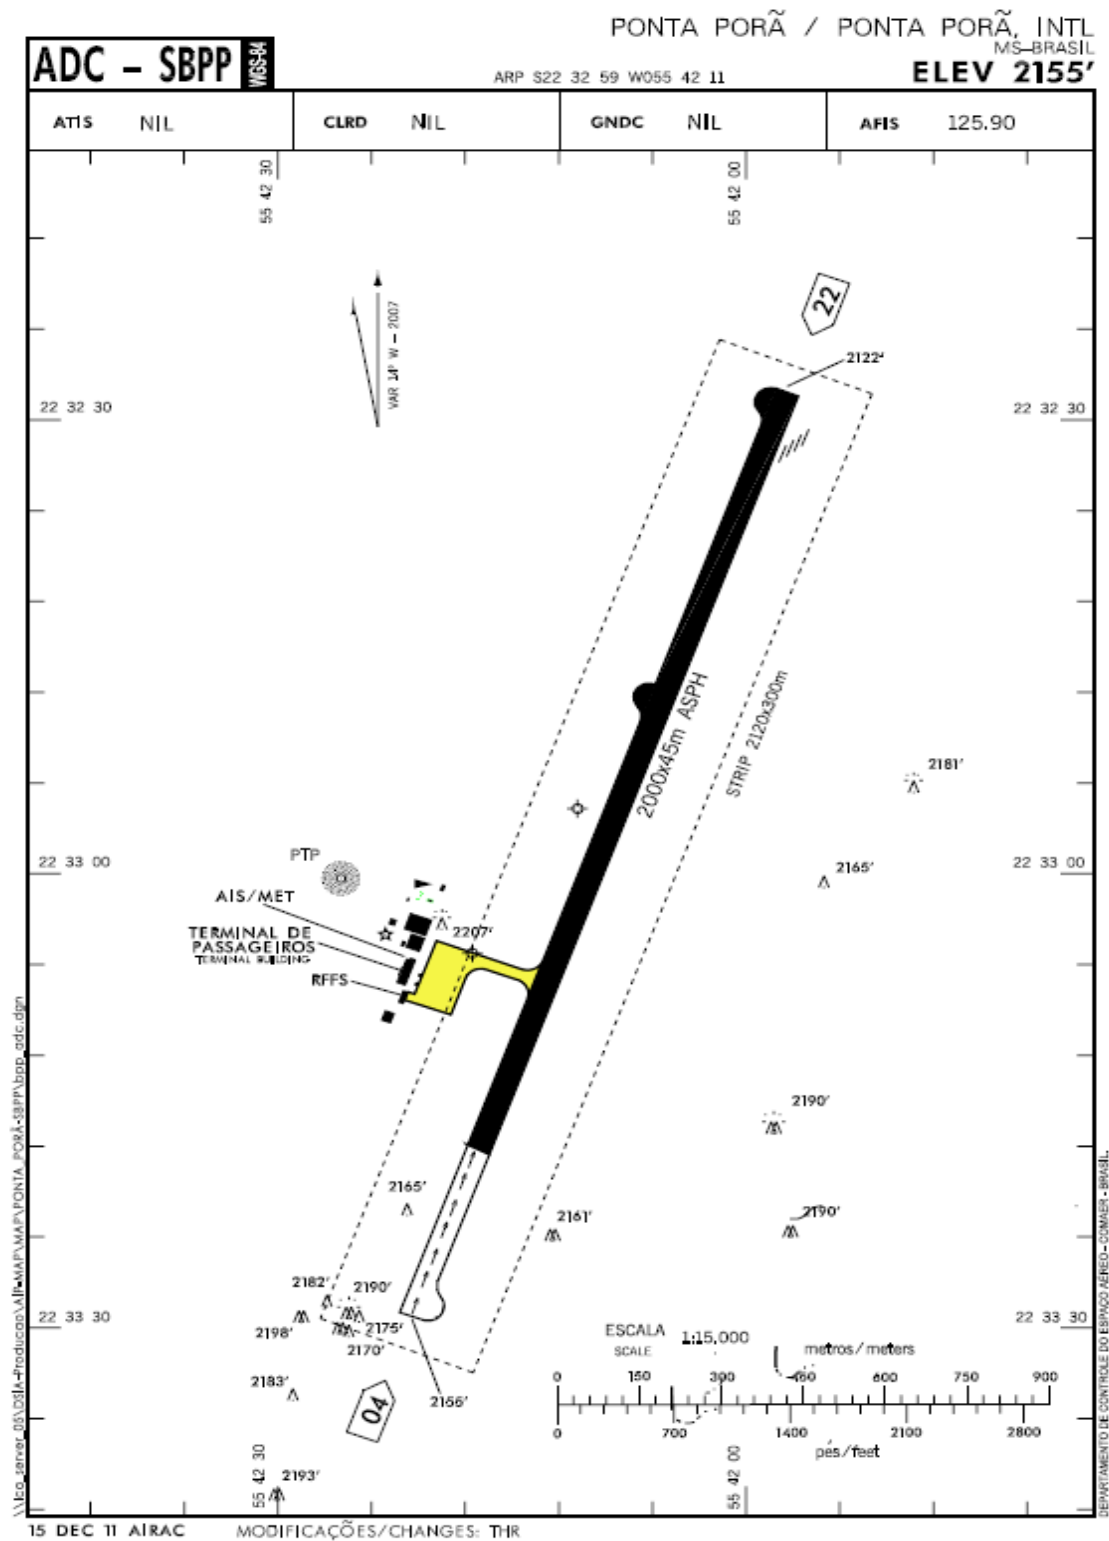 PONTA PORÃ / PONTA PORÃ, INTL
MS-BRASIL
ADC - SBPP WGS-84
ARP S22 32 59 W055 42 11
ELEV 2155'
ATIS NIL
CLRD NIL
GNDC NIL
AFIS 125.90
55 42 30
55 42 00
VAR 14º W - 2007
22
2122'
22 32 30
22 32 30
2000x45m ASPH
STRIP 2120x300m
2181'
22 33 00
22 33 00
PTP
2165'
AIS/MET
2207'
TERMINAL DE
PASSAGEIROS
TERMINAL BUILDING
RFFS
2190'
2165'
2161'
2190'
2182'
2190'
22 33 30
2198'
2175'
2170'
22 33 30
ESCALA 1:15,000
SCALE
metros/meters
0 150 300 450 600 750 900
2183'
04
2155'
0 700 1400 2100 2800
pés/feet
55 42 30
2193'
55 42 00
15 DEC 11 AIRAC
MODIFICAÇÕES/CHANGES: THR
DEPARTAMENTO DE CONTROLE DO ESPAÇO AÉREO - COMAER - BRASIL.